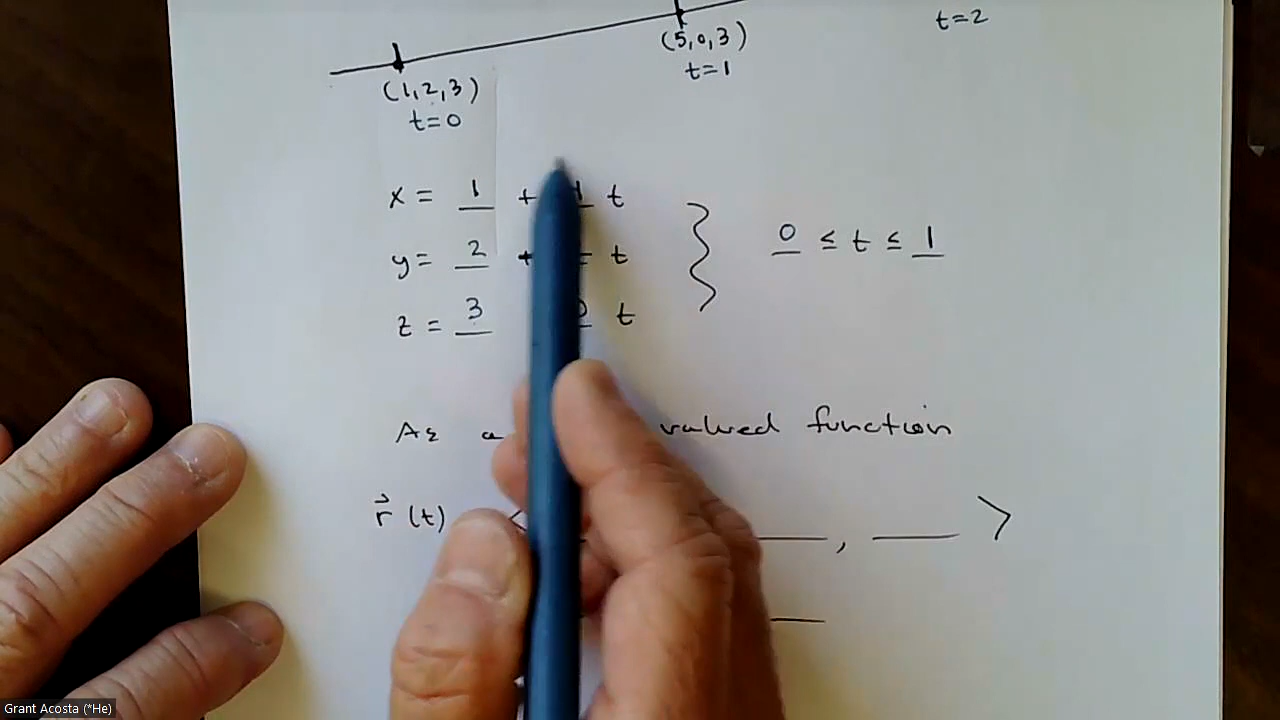 t=2
(5,0,3)
t=1
(1,2,3)
t=0
x = 1 + t
y = 2 + t
z = 3 t
0 ≤ t ≤ 1
As a valued function
r⃗ (t) < , >
Grant Acosta (*He)